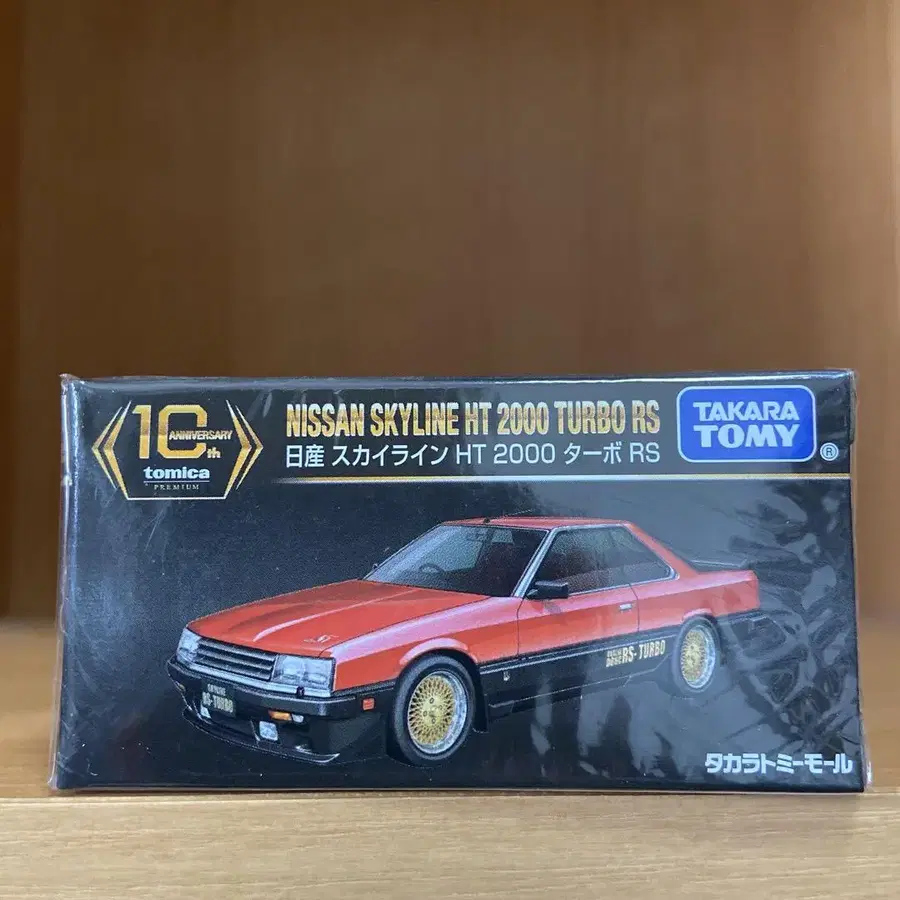 10th
ANNIVERSARY
tomica
PREMIUM
NISSAN SKYLINE HT 2000 TURBO RS
日産 スカイライン HT 2000 ターボ RS
TAKARA
TOMY
®
RS-TURBO
SKYLINE
RS-TURBO
タカラトミーモール